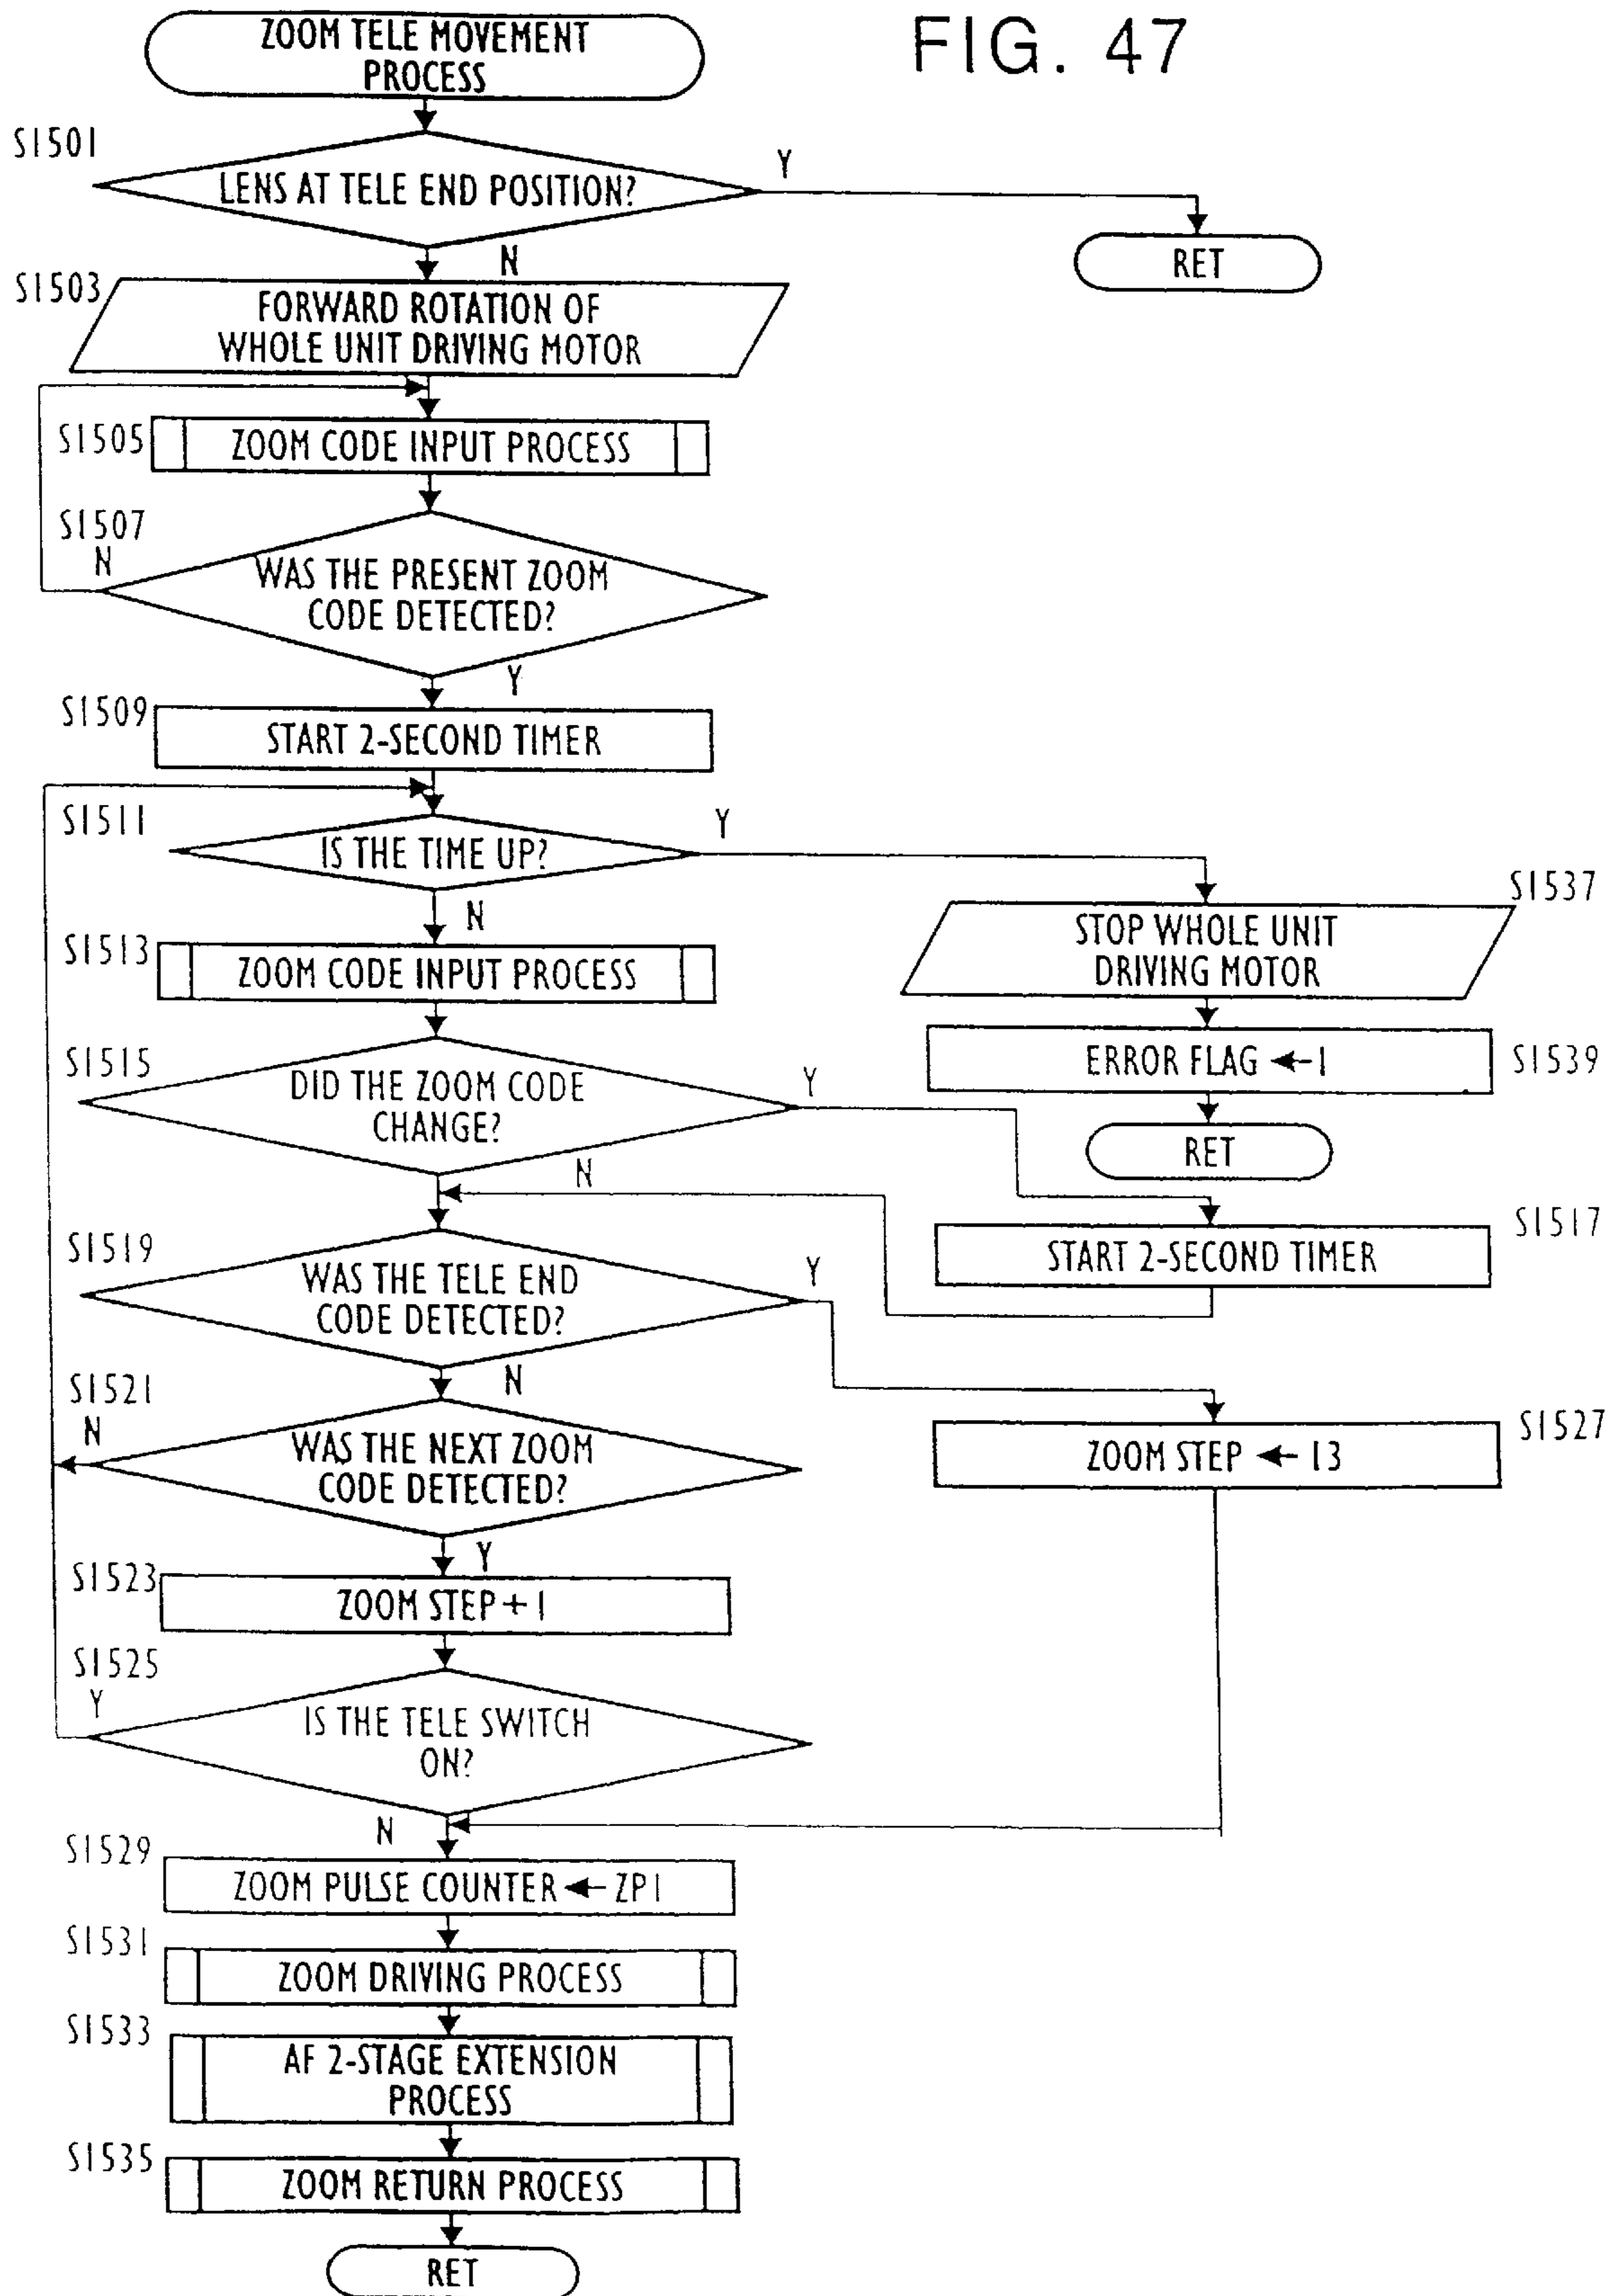 FIG. 47
ZOOM TELE MOVEMENT
PROCESS
S1501
LENS AT TELE END POSITION?
Y
RET
N
S1503
FORWARD ROTATION OF
WHOLE UNIT DRIVING MOTOR
S1505
ZOOM CODE INPUT PROCESS
S1507
N
WAS THE PRESENT ZOOM
CODE DETECTED?
Y
S1509
START 2-SECOND TIMER
S1511
IS THE TIME UP?
Y
N
S1537
STOP WHOLE UNIT
DRIVING MOTOR
S1513
ZOOM CODE INPUT PROCESS
S1539
ERROR FLAG ←1
RET
S1515
DID THE ZOOM CODE
CHANGE?
Y
N
S1517
START 2-SECOND TIMER
S1519
WAS THE TELE END
CODE DETECTED?
Y
N
S1521
N
WAS THE NEXT ZOOM
CODE DETECTED?
Y
S1527
ZOOM STEP ← 13
S1523
ZOOM STEP + 1
S1525
Y
IS THE TELE SWITCH
ON?
N
S1529
ZOOM PULSE COUNTER ← ZP1
S1531
ZOOM DRIVING PROCESS
S1533
AF 2-STAGE EXTENSION
PROCESS
S1535
ZOOM RETURN PROCESS
RET